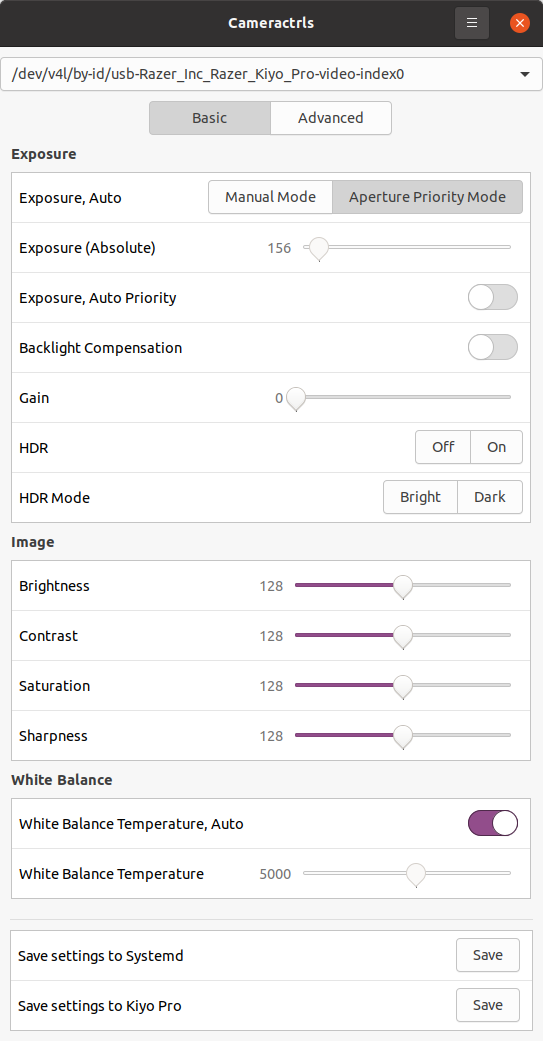 Cameractrls
/dev/v4l/by-id/usb-Razer_Inc_Razer_Kiyo_Pro-video-index0
Basic Advanced
Exposure
Exposure, Auto Manual Mode Aperture Priority Mode
Exposure (Absolute) 156
Exposure, Auto Priority
Backlight Compensation
Gain 0
HDR Off On
HDR Mode Bright Dark
Image
Brightness 128
Contrast 128
Saturation 128
Sharpness 128
White Balance
White Balance Temperature, Auto
White Balance Temperature 5000
Save settings to Systemd Save
Save settings to Kiyo Pro Save